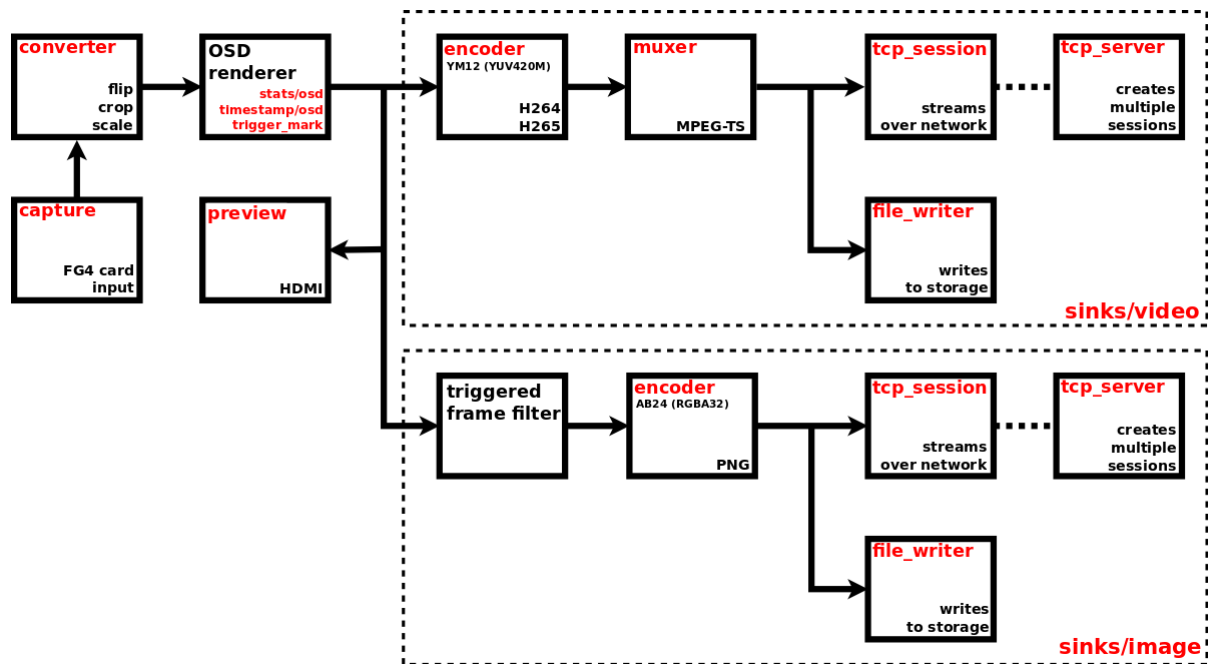 converter
flip
crop
scale
OSD
renderer
stats/osd
timestamp/osd
trigger_mark
encoder
YM12 (YUV420M)
H264
H265
muxer
MPEG-TS
tcp_session
streams
over network
tcp_server
creates
multiple
sessions
capture
FG4 card
input
preview
HDMI
file_writer
writes
to storage
sinks/video
triggered
frame filter
encoder
AB24 (RGBA32)
PNG
tcp_session
streams
over network
tcp_server
creates
multiple
sessions
file_writer
writes
to storage
sinks/image